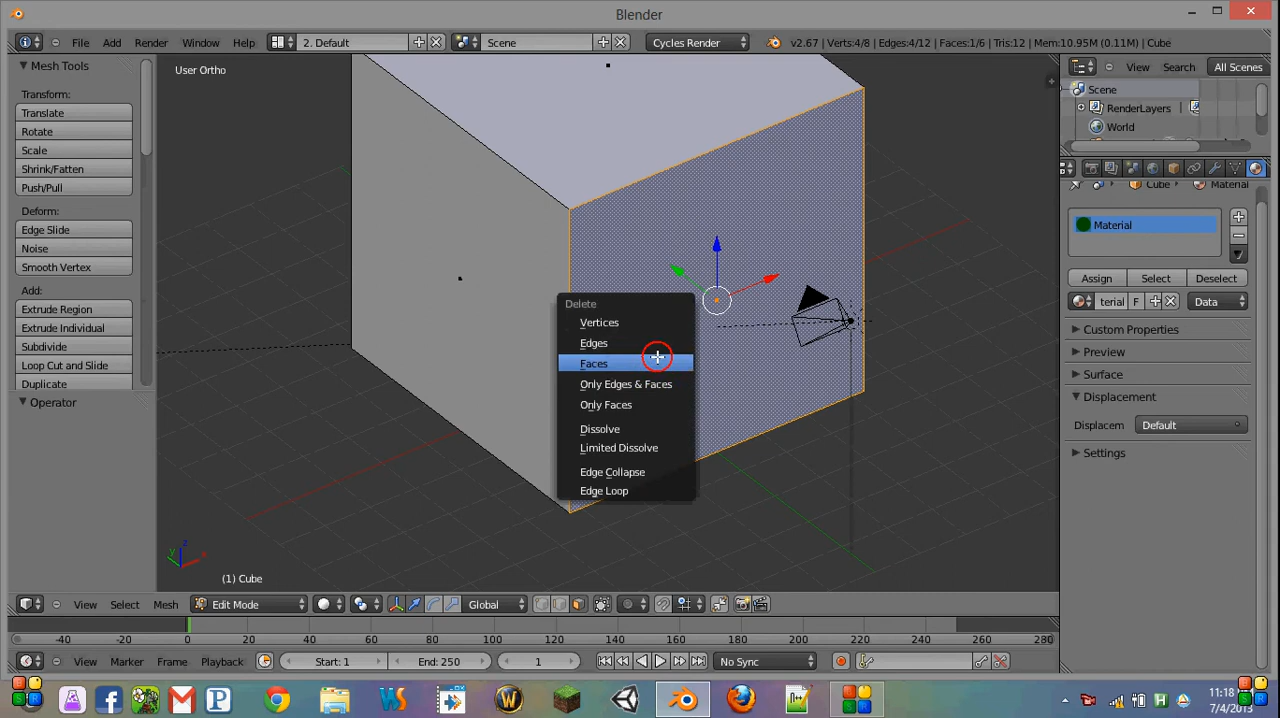 Blender
File Add Render Window Help 2. Default Scene Cycles Render v2.67 · Verts:4/8 · Edges:4/12 | Faces:1/6 | Tris:12 | Mem:10.95M (0.11M) | Cube
Mesh Tools
Transform:
Translate
Rotate
Scale
Shrink/Fatten
Push/Pull
Deform:
Edge Slide
Noise
Smooth Vertex
Add:
Extrude Region
Extrude Individual
Subdivide
Loop Cut and Slide
Duplicate
Operator
User Ortho
Delete
Vertices
Edges
Faces
Only Edges & Faces
Only Faces
Dissolve
Limited Dissolve
Edge Collapse
Edge Loop
z
y
x
(1) Cube
View Search All Scenes
Scene
RenderLayers
World
Cube Material
Material
Assign Select Deselect
terial F Data
Custom Properties
Preview
Surface
Displacement
Displacem Default
Settings
View Select Mesh Edit Mode Global
-40 -20 0 20 40 60 80 100 120 140 160 180 200 220 240 260 280
View Marker Frame Playback Start: 1 End: 250 1 No Sync
11:18
7/4/2013